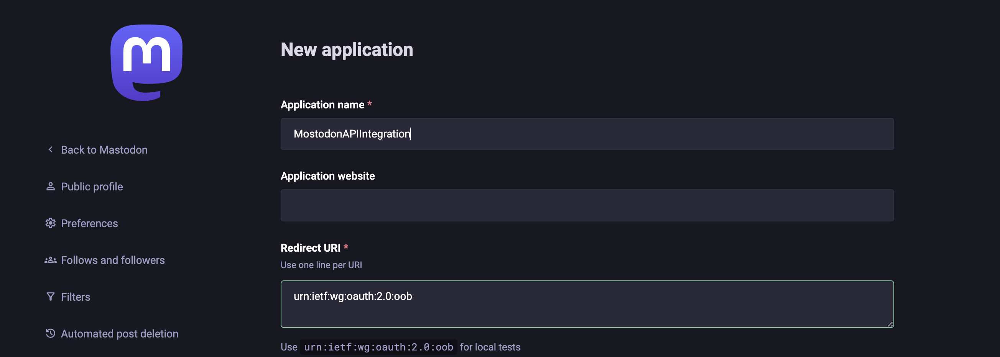 Back to Mastodon
Public profile
Preferences
Follows and followers
Filters
Automated post deletion
New application
Application name *
MostodonAPIIntegration
Application website
Redirect URI *
Use one line per URI
urn:ietf:wg:oauth:2.0:oob
Use urn:ietf:wg:oauth:2.0:oob for local tests